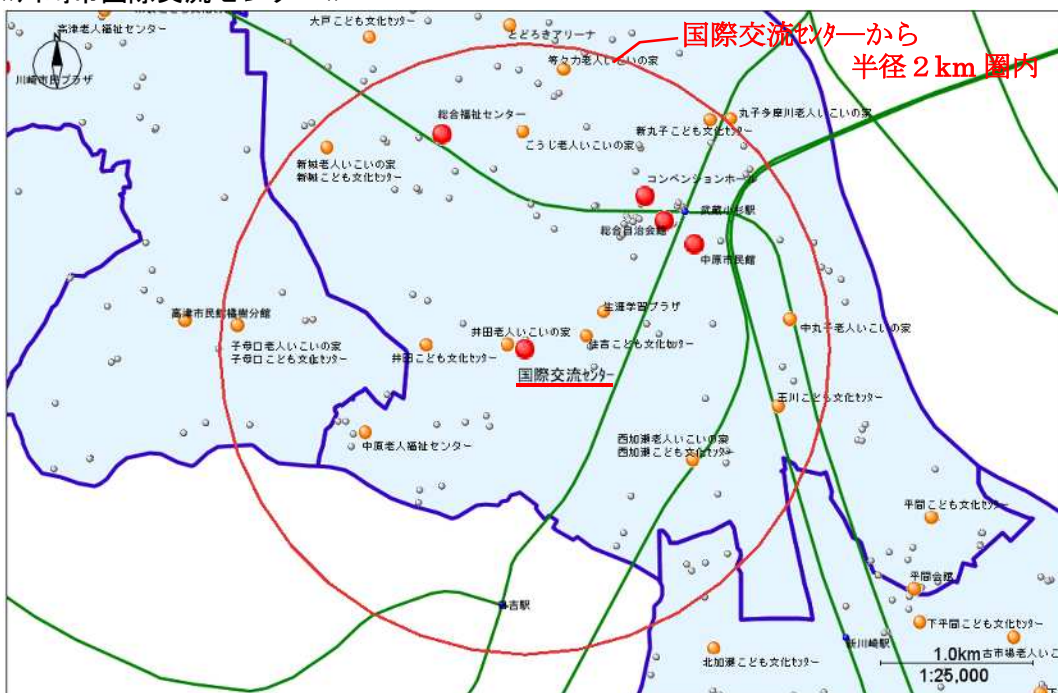 高津老人福祉センター
大戸こども文化センター
とどろきアリーナ
国際交流センターから
半径２km圏内
等々力老人いこいの家
川崎市民プラザ
総合福祉センター
丸子多摩川老人いこいの家
新丸子こども文化センター
こうじ老人いこいの家
新城老人いこいの家
新城こども文化センター
コンベンションホール
武蔵小杉駅
総合自治会館
中原市民館
生涯学習プラザ
高津市民館橘樹分館
井田老人いこいの家
中丸子老人いこいの家
子母口老人いこいの家
子母口こども文化センター
井田こども文化センター
住吉こども文化センター
国際交流センター
玉川こども文化センター
中原老人福祉センター
西加瀬老人いこいの家
西加瀬こども文化センター
平間こども文化センター
平間会館
吉駅
下平間こども文化センター
新川崎駅
北加瀬こども文化センター
1.0km
古市場老人いこ
1:25,000